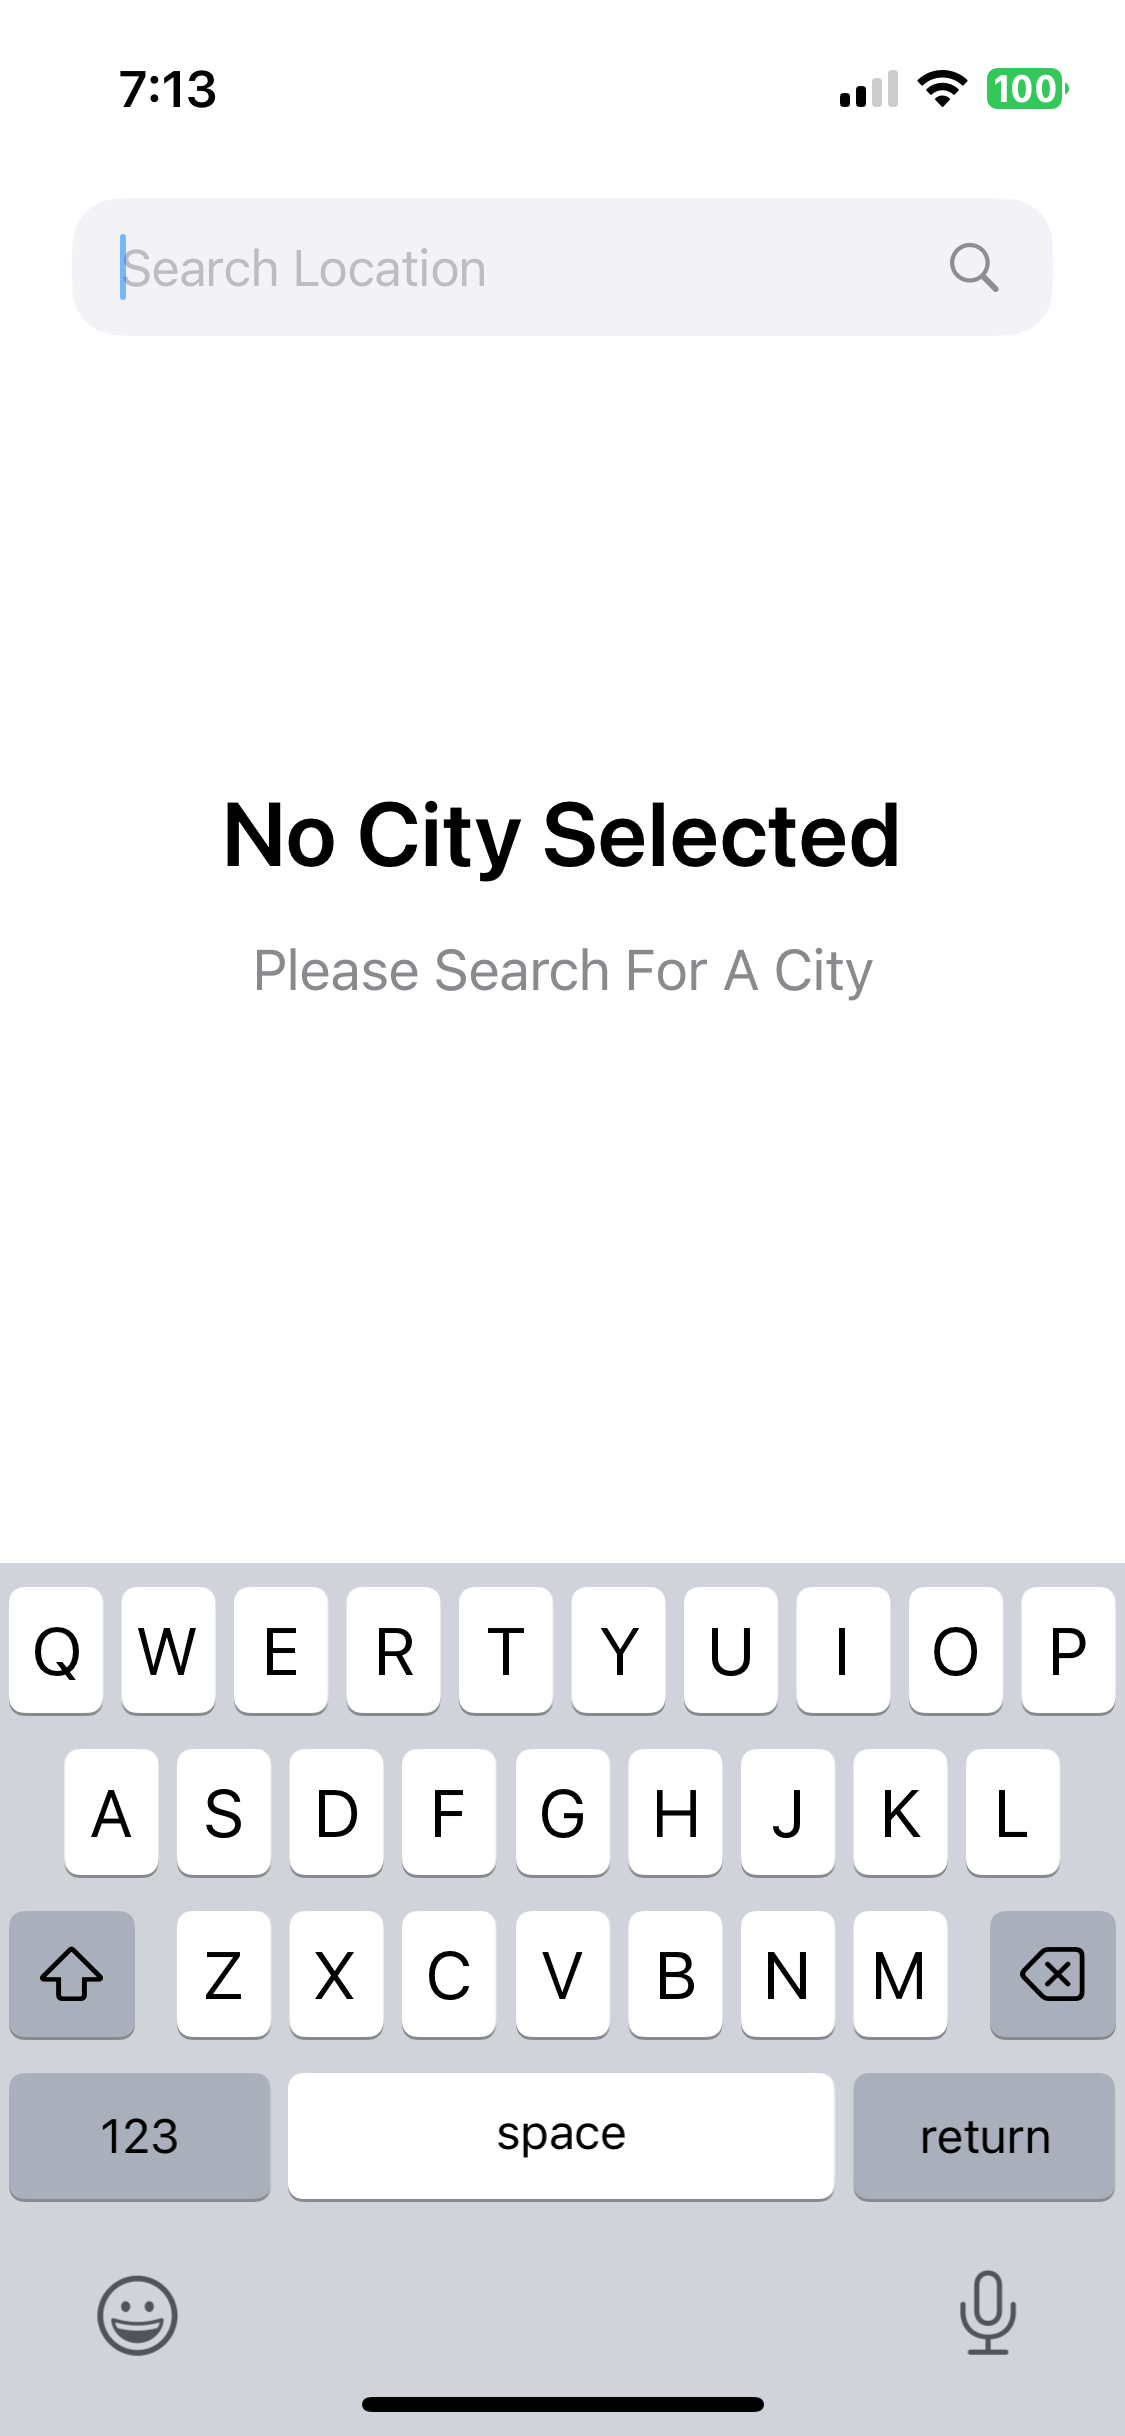 7:13
100
Search Location
No City Selected
Please Search For A City
Q W E R T Y U I O P
A S D F G H J K L
Z X C V B N M
123 space return